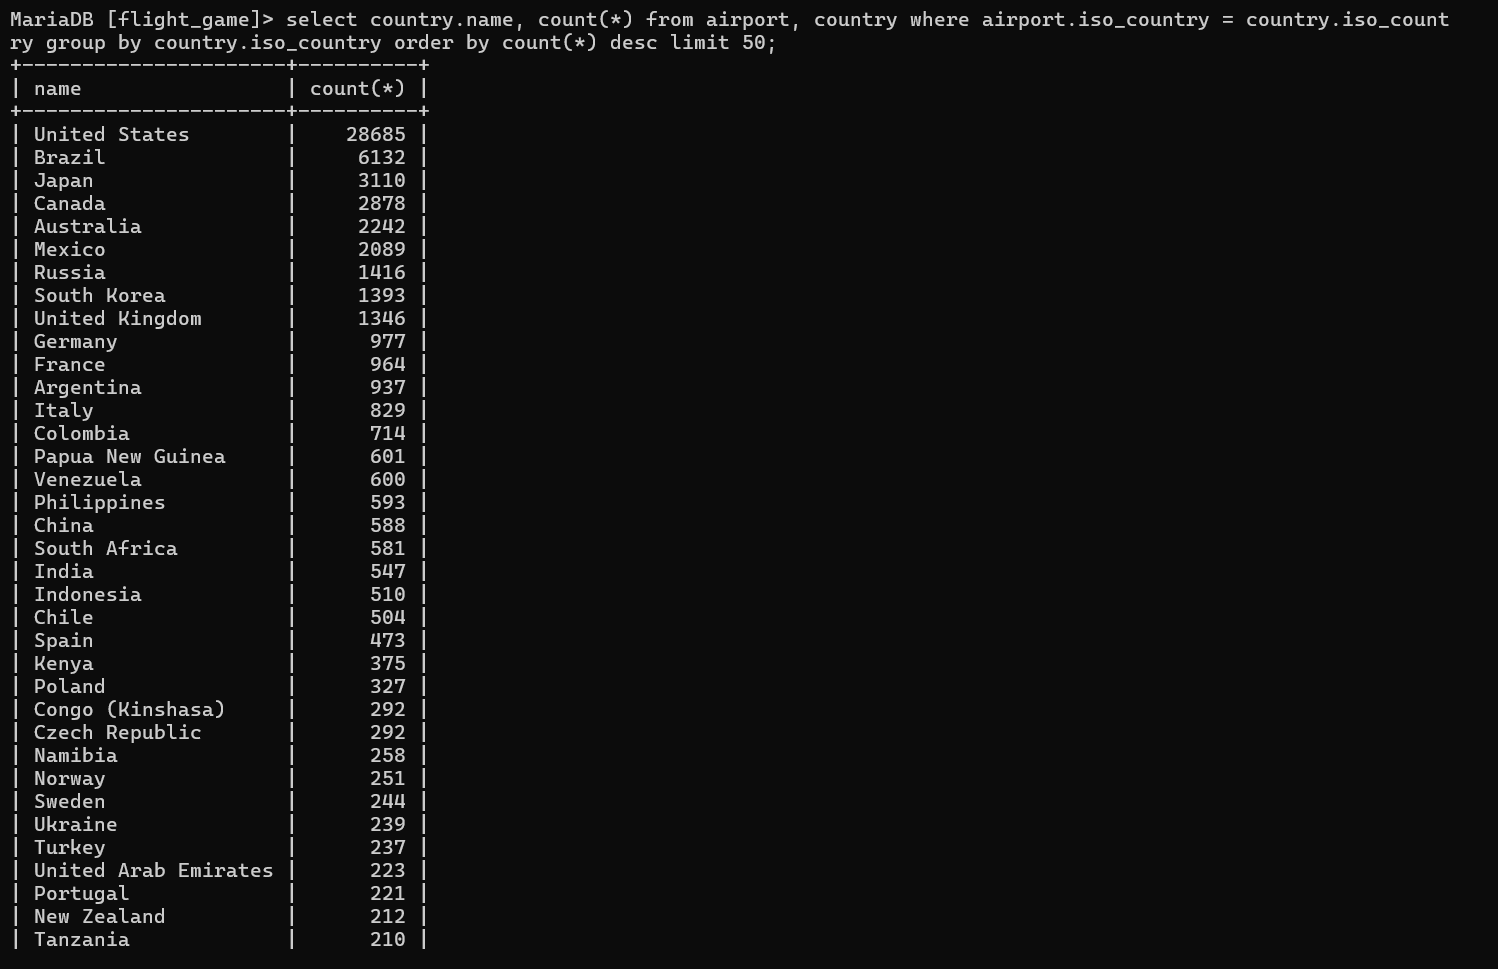 MariaDB [flight_game]> select country.name, count(*) from airport, country where airport.iso_country = country.iso_count
ry group by country.iso_country order by count(*) desc limit 50;
+----------------------+----------+
| name                 | count(*) |
+----------------------+----------+
| United States        |    28685 |
| Brazil               |     6132 |
| Japan                |     3110 |
| Canada               |     2878 |
| Australia            |     2242 |
| Mexico               |     2089 |
| Russia               |     1416 |
| South Korea          |     1393 |
| United Kingdom       |     1346 |
| Germany              |      977 |
| France               |      964 |
| Argentina            |      937 |
| Italy                |      829 |
| Colombia             |      714 |
| Papua New Guinea     |      601 |
| Venezuela            |      600 |
| Philippines          |      593 |
| China                |      588 |
| South Africa         |      581 |
| India                |      547 |
| Indonesia            |      510 |
| Chile                |      504 |
| Spain                |      473 |
| Kenya                |      375 |
| Poland               |      327 |
| Congo (Kinshasa)     |      292 |
| Czech Republic       |      292 |
| Namibia              |      258 |
| Norway               |      251 |
| Sweden               |      244 |
| Ukraine              |      239 |
| Turkey               |      237 |
| United Arab Emirates |      223 |
| Portugal             |      221 |
| New Zealand          |      212 |
| Tanzania             |      210 |